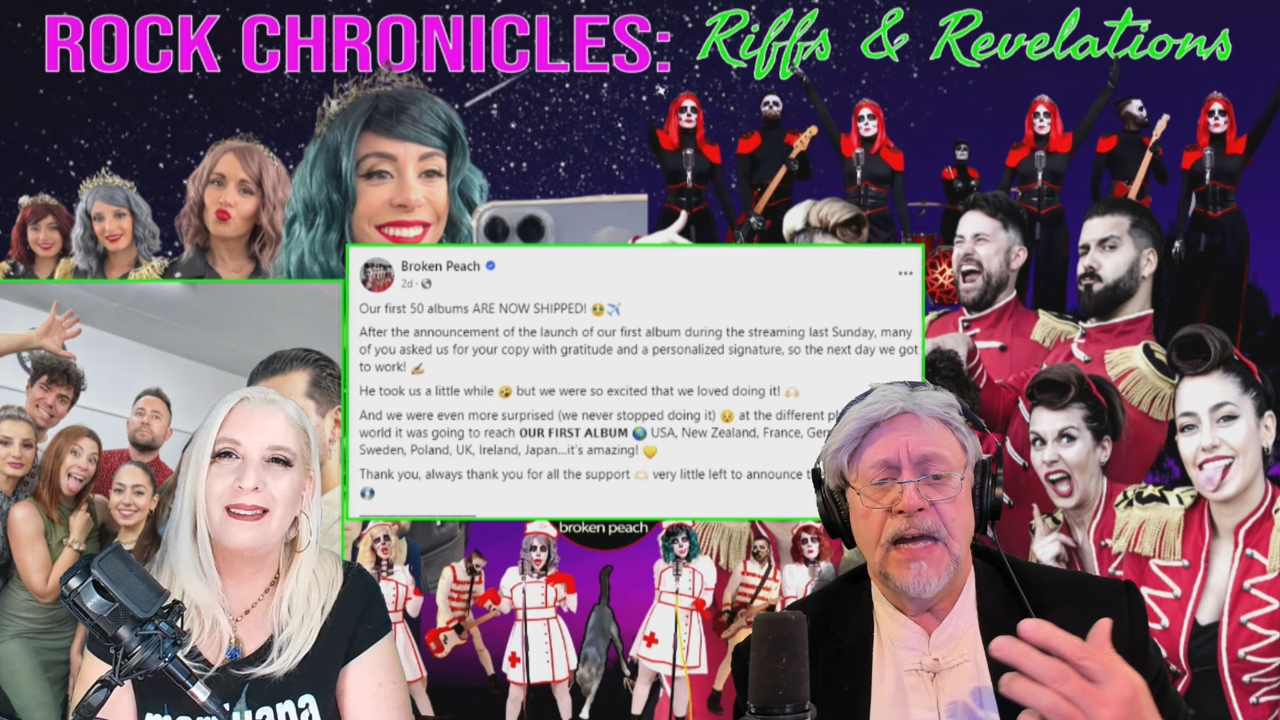 ROCK CHRONICLES: Riffs & Revelations
Broken Peach
2d ·
Our first 50 albums ARE NOW SHIPPED! 🥹✈️
After the announcement of the launch of our first album during the streaming last Sunday, many
of you asked us for your copy with gratitude and a personalized signature, so the next day we got
to work! ✍🏼
He took us a little while 🤪 but we were so excited that we loved doing it! 🙌🏻
And we were even more surprised (we never stopped doing it) 😧 at the different
world it was going to reach OUR FIRST ALBUM 🌍 USA, New Zealand, France,
Sweden, Poland, UK, Ireland, Japan...it's amazing! 💛
Thank you, always thank you for all the support 🫶🏻 very little left to announce
broken peach